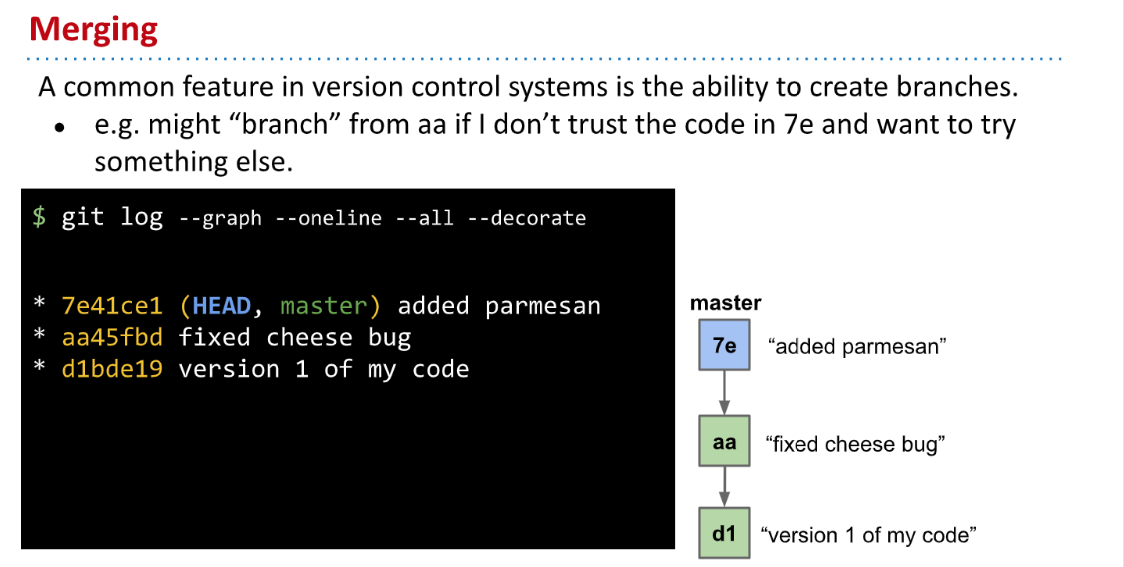 Merging
A common feature in version control systems is the ability to create branches.
● e.g. might “branch” from aa if I don’t trust the code in 7e and want to try
something else.
$ git log --graph --oneline --all --decorate
* 7e41ce1 (HEAD, master) added parmesan
* aa45fbd fixed cheese bug
* d1bde19 version 1 of my code
master
7e “added parmesan”
aa “fixed cheese bug”
d1 “version 1 of my code”